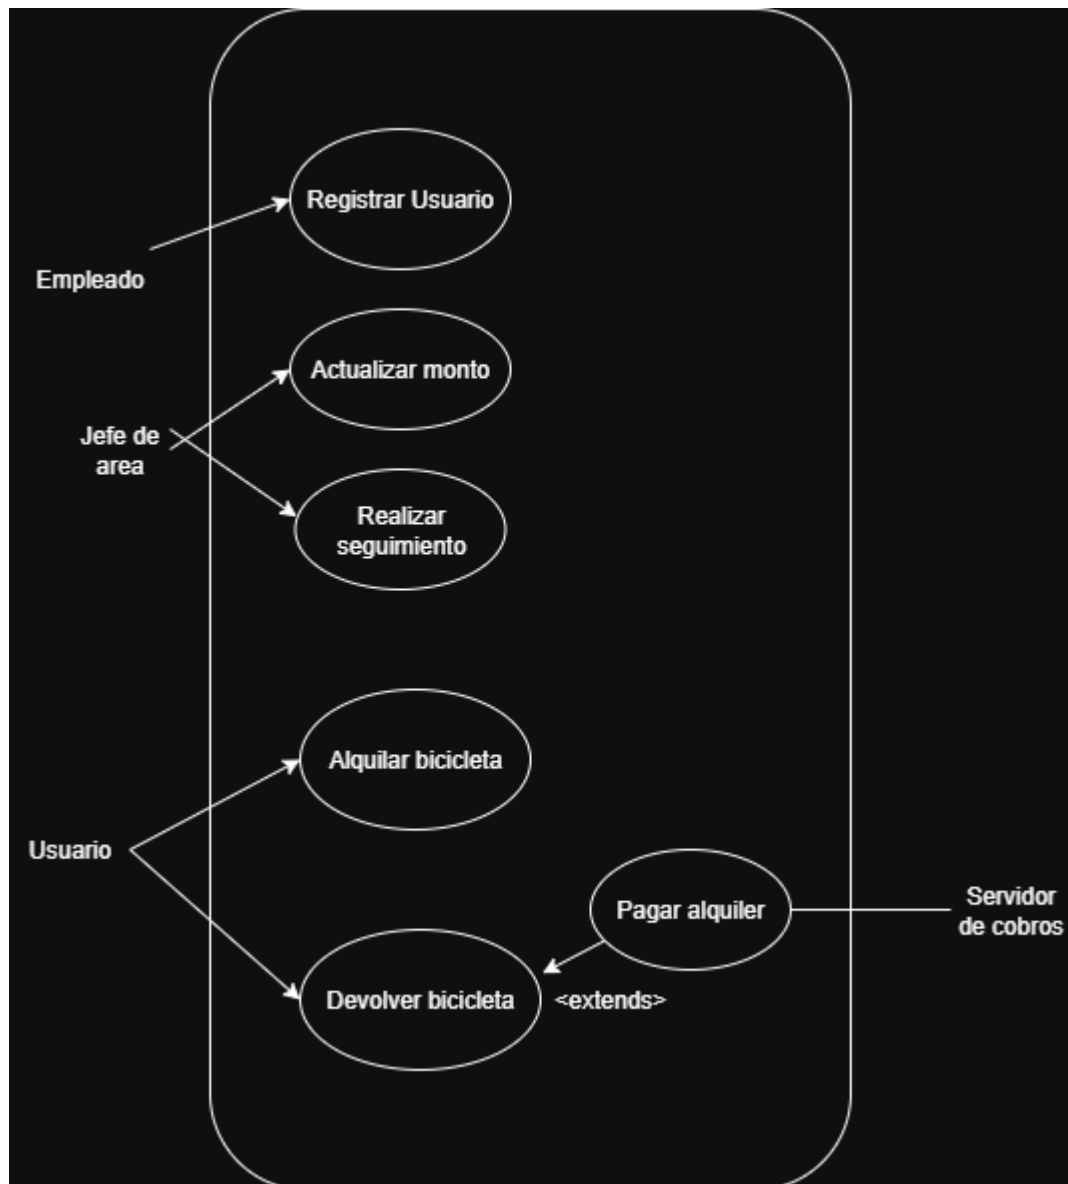 Registrar Usuario
Empleado
Actualizar monto
Jefe de
area
Realizar
seguimiento
Alquilar bicicleta
Usuario
Pagar alquiler
Servidor
de cobros
Devolver bicicleta
<extends>